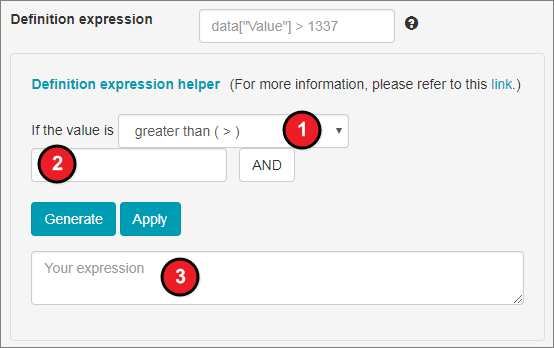 Definition expression data["Value"] > 1337 ?
Definition expression helper (For more information, please refer to this link.)
If the value is greater than ( > ) 1
2 AND
Generate Apply
Your expression 3